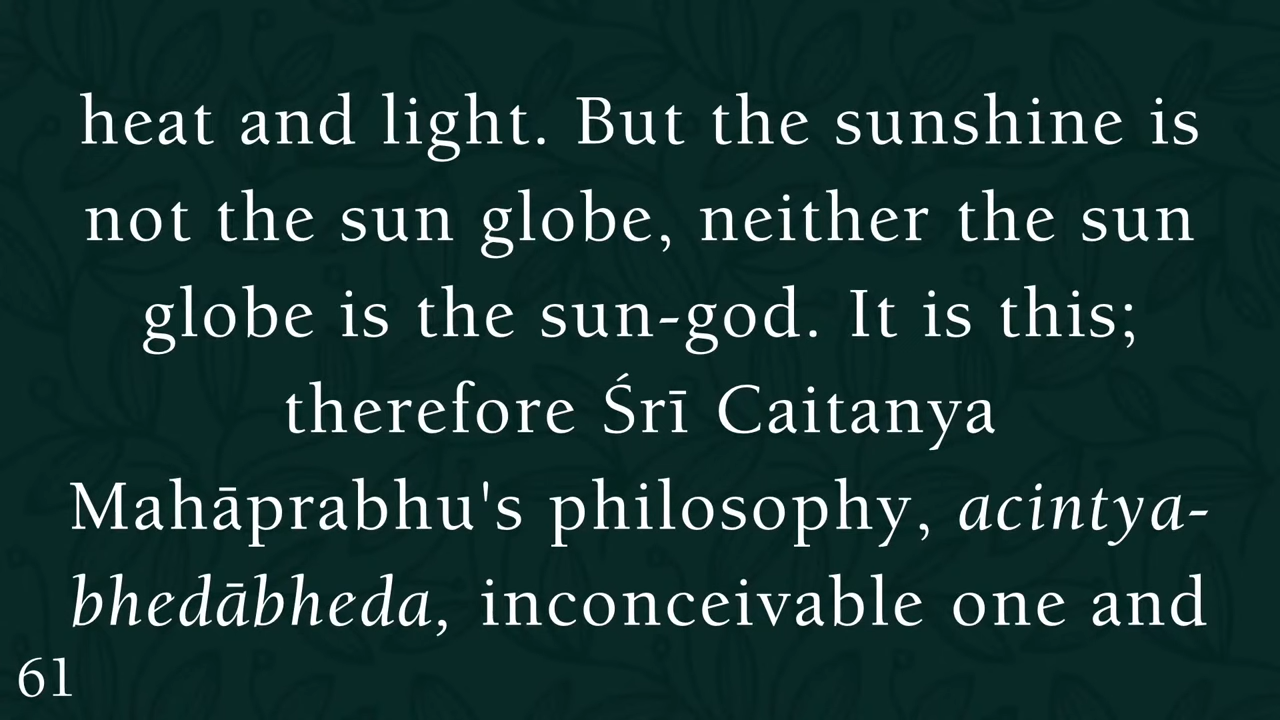 heat and light. But the sunshine is
not the sun globe, neither the sun
globe is the sun-god. It is this;
therefore Śrī Caitanya
Mahāprabhu's philosophy, acintya-
bhedābheda, inconceivable one and
61